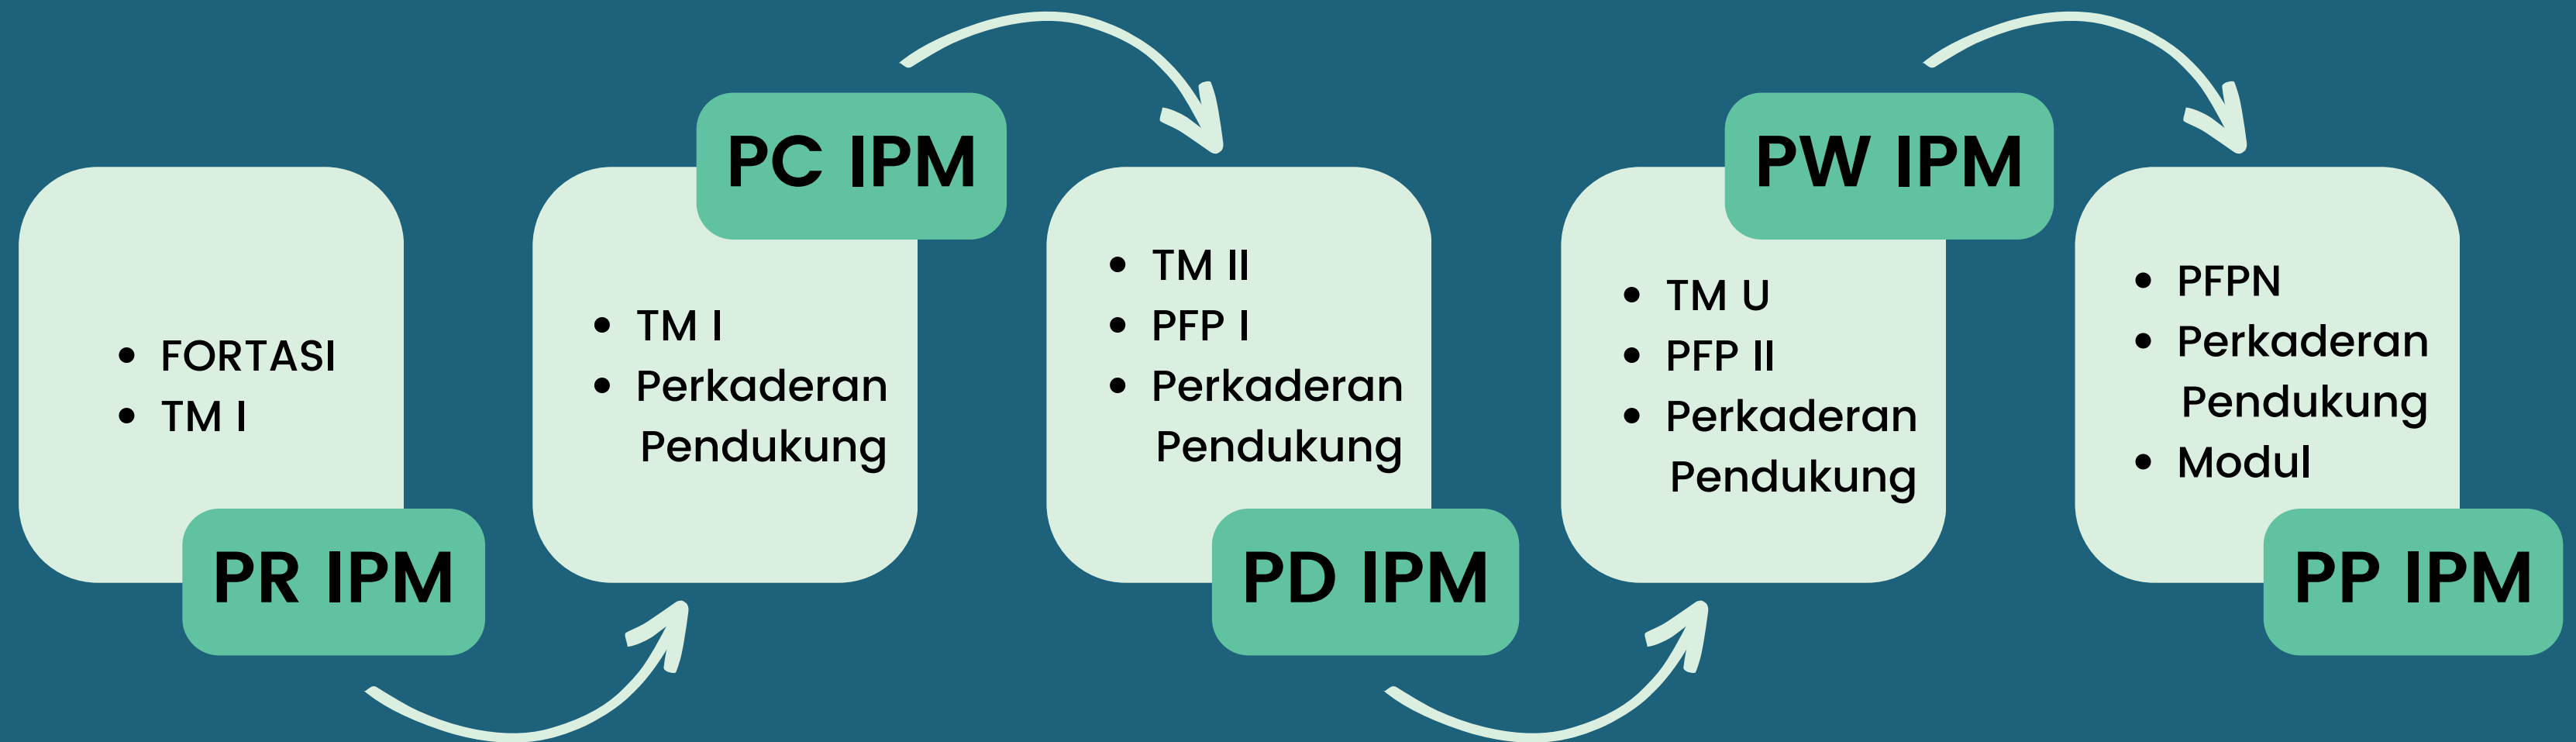 PR IPM
• FORTASI
• TM I
PC IPM
• TM I
• Perkaderan
Pendukung
PD IPM
• TM II
• PFP I
• Perkaderan
Pendukung
PW IPM
• TM U
• PFP II
• Perkaderan
Pendukung
PP IPM
• PFPN
• Perkaderan
Pendukung
• Modul